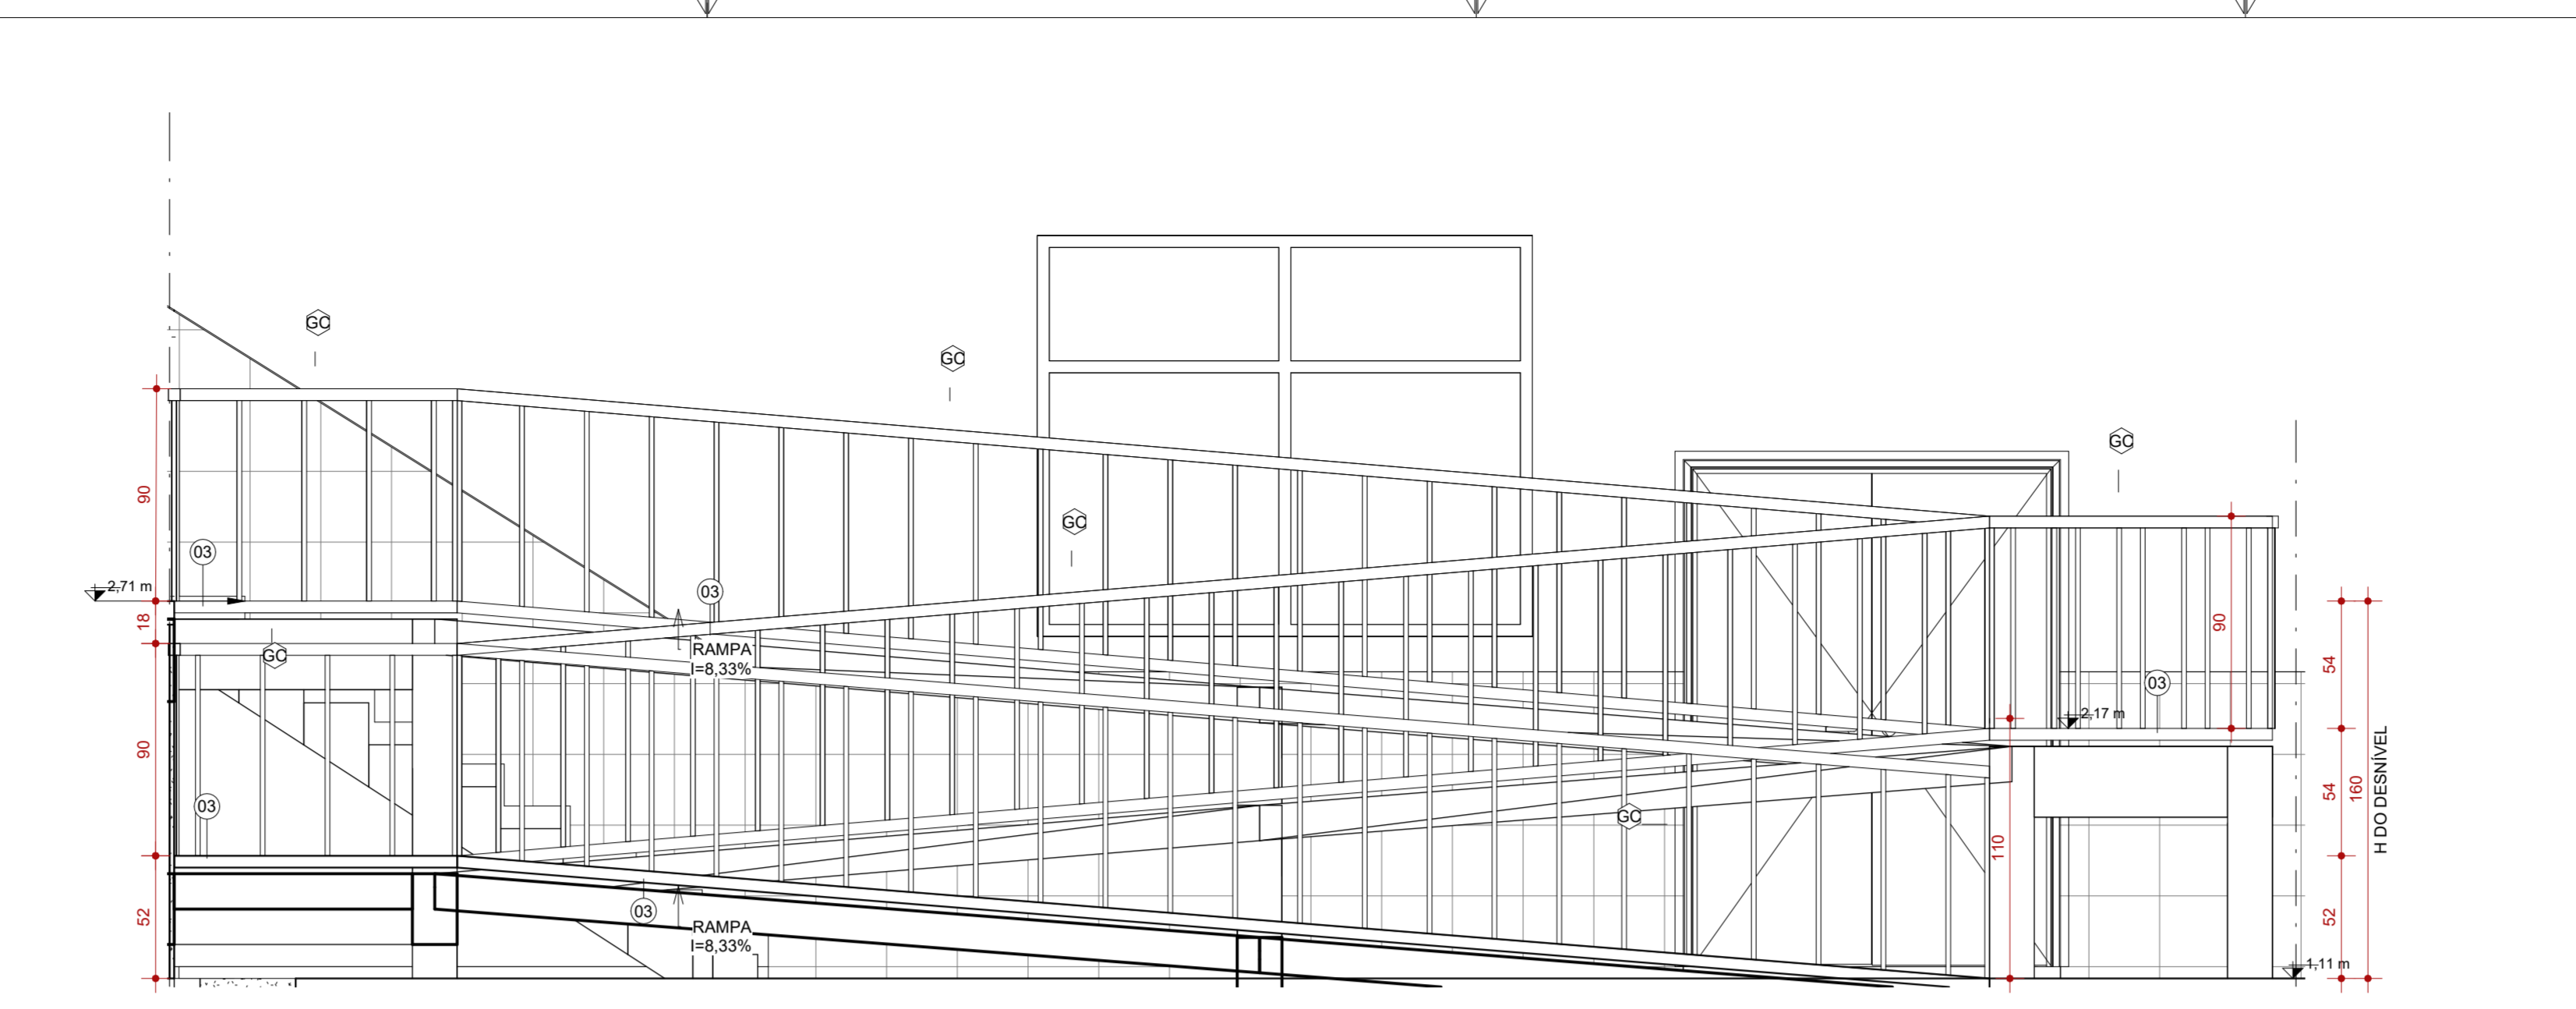 GC
GC
GC
GC
90
03
2,71 m
18
GC
03
RAMPA
I=8,33%
90
03
52
03
RAMPA
I=8,33%
GC
110
2,17 m
03
90
54
54
52
160
H DO DESNÍVEL
1,11 m